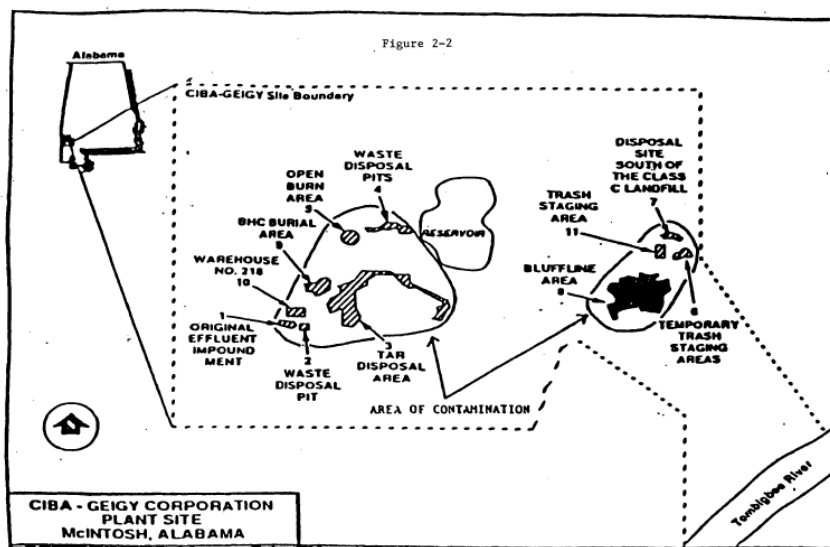 Figure 2-2
Alabama
CIBA-GEIGY Site Boundary
WASTE
DISPOSAL
PITS
4
OPEN
BURN
AREA
5
BHC BURIAL
AREA
9
WAREHOUSE
NO. 218
10
1
ORIGINAL
EFFLUENT
IMPOUND
MENT
2
WASTE
DISPOSAL
PIT
3
TAR
DISPOSAL
AREA
RESERVOIR
DISPOSAL
SITE
SOUTH OF
THE CLASS
C LANDFILL
7
TRASH
STAGING
AREA
11
BLUFFLINE
AREA
8
6
TEMPORARY
TRASH
STAGING
AREAS
AREA OF CONTAMINATION
Tombigbee River
CIBA - GEIGY CORPORATION
PLANT SITE
McINTOSH, ALABAMA